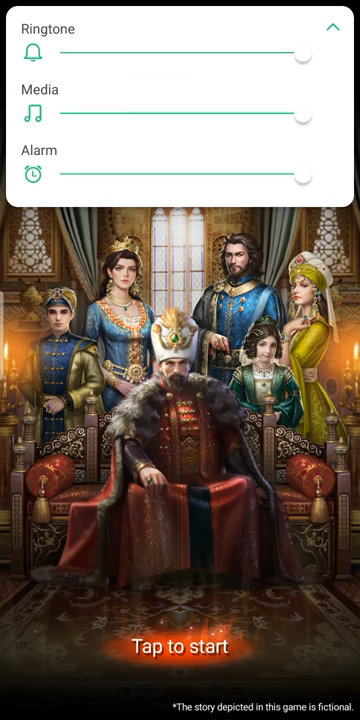 Ringtone
Media
Alarm
Tap to start
*The story depicted in this game is fictional.